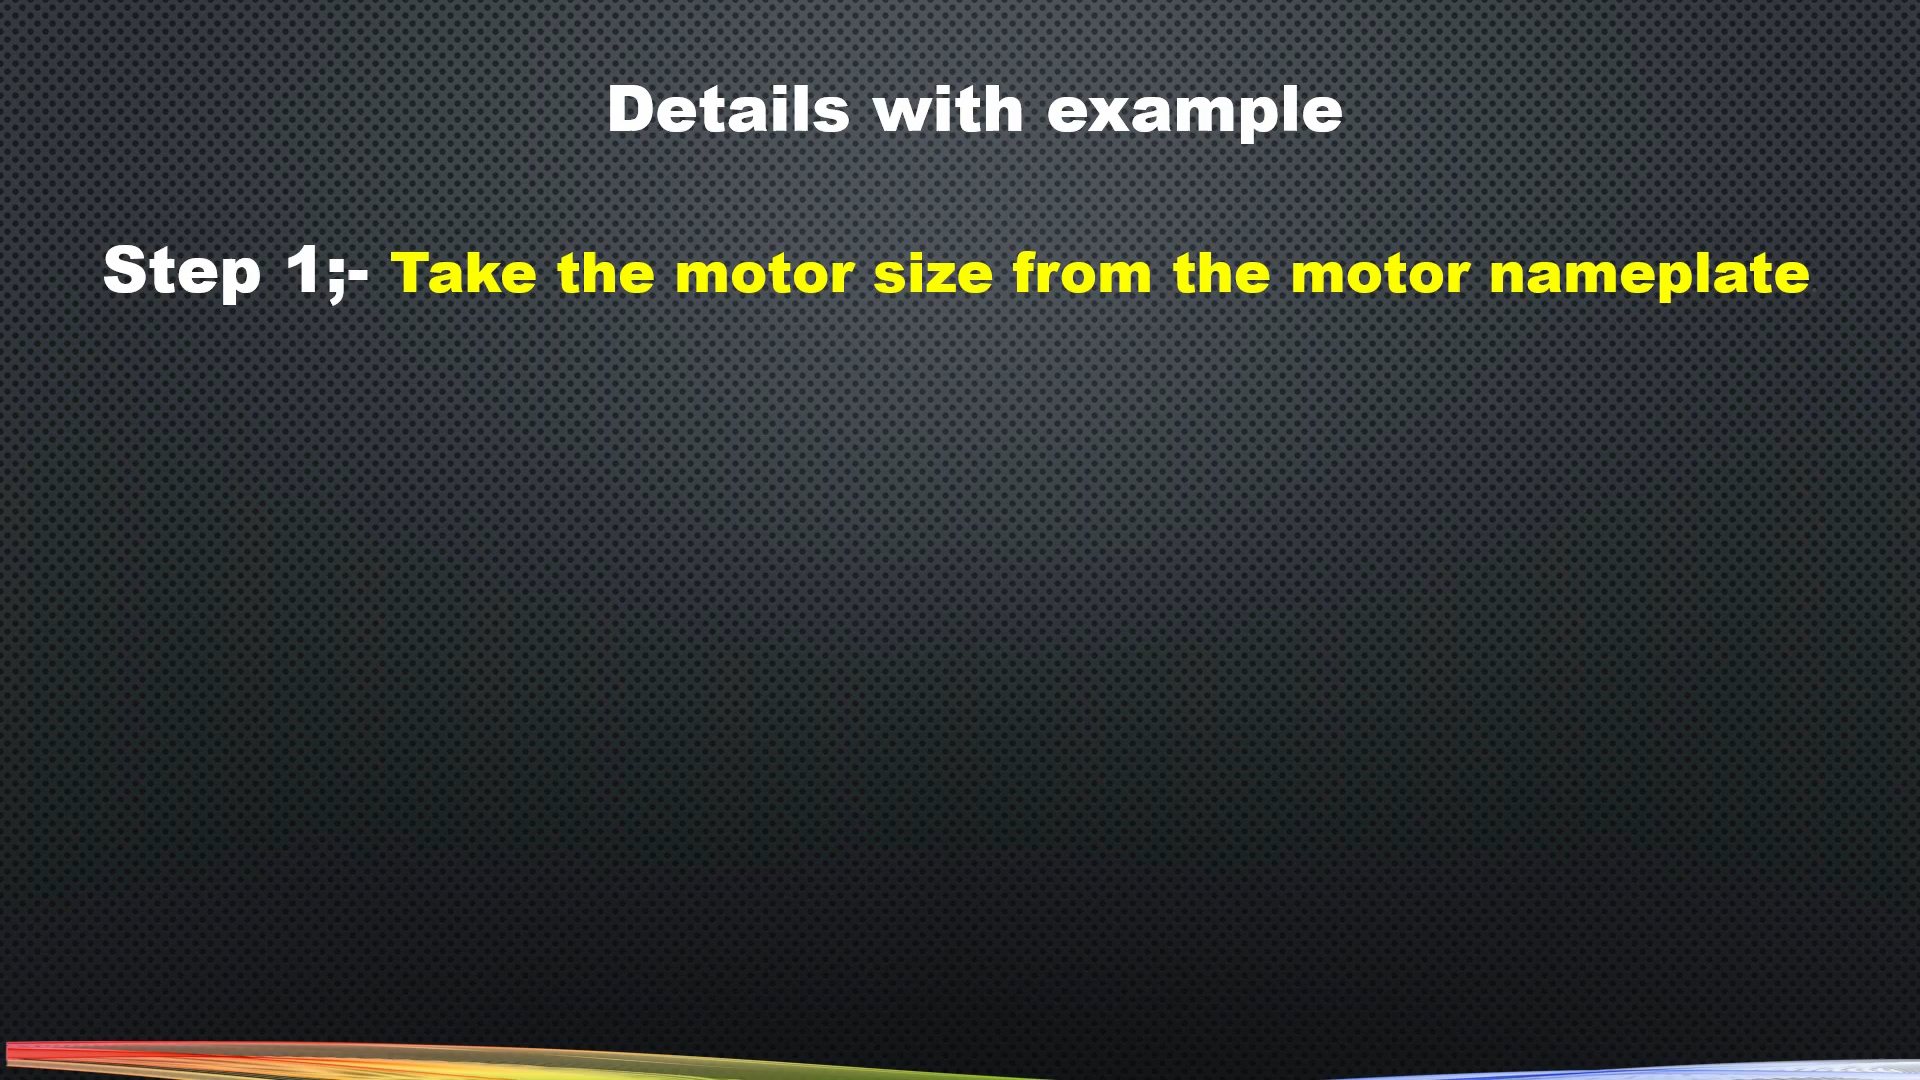 Details with example
Step 1;- Take the motor size from the motor nameplate